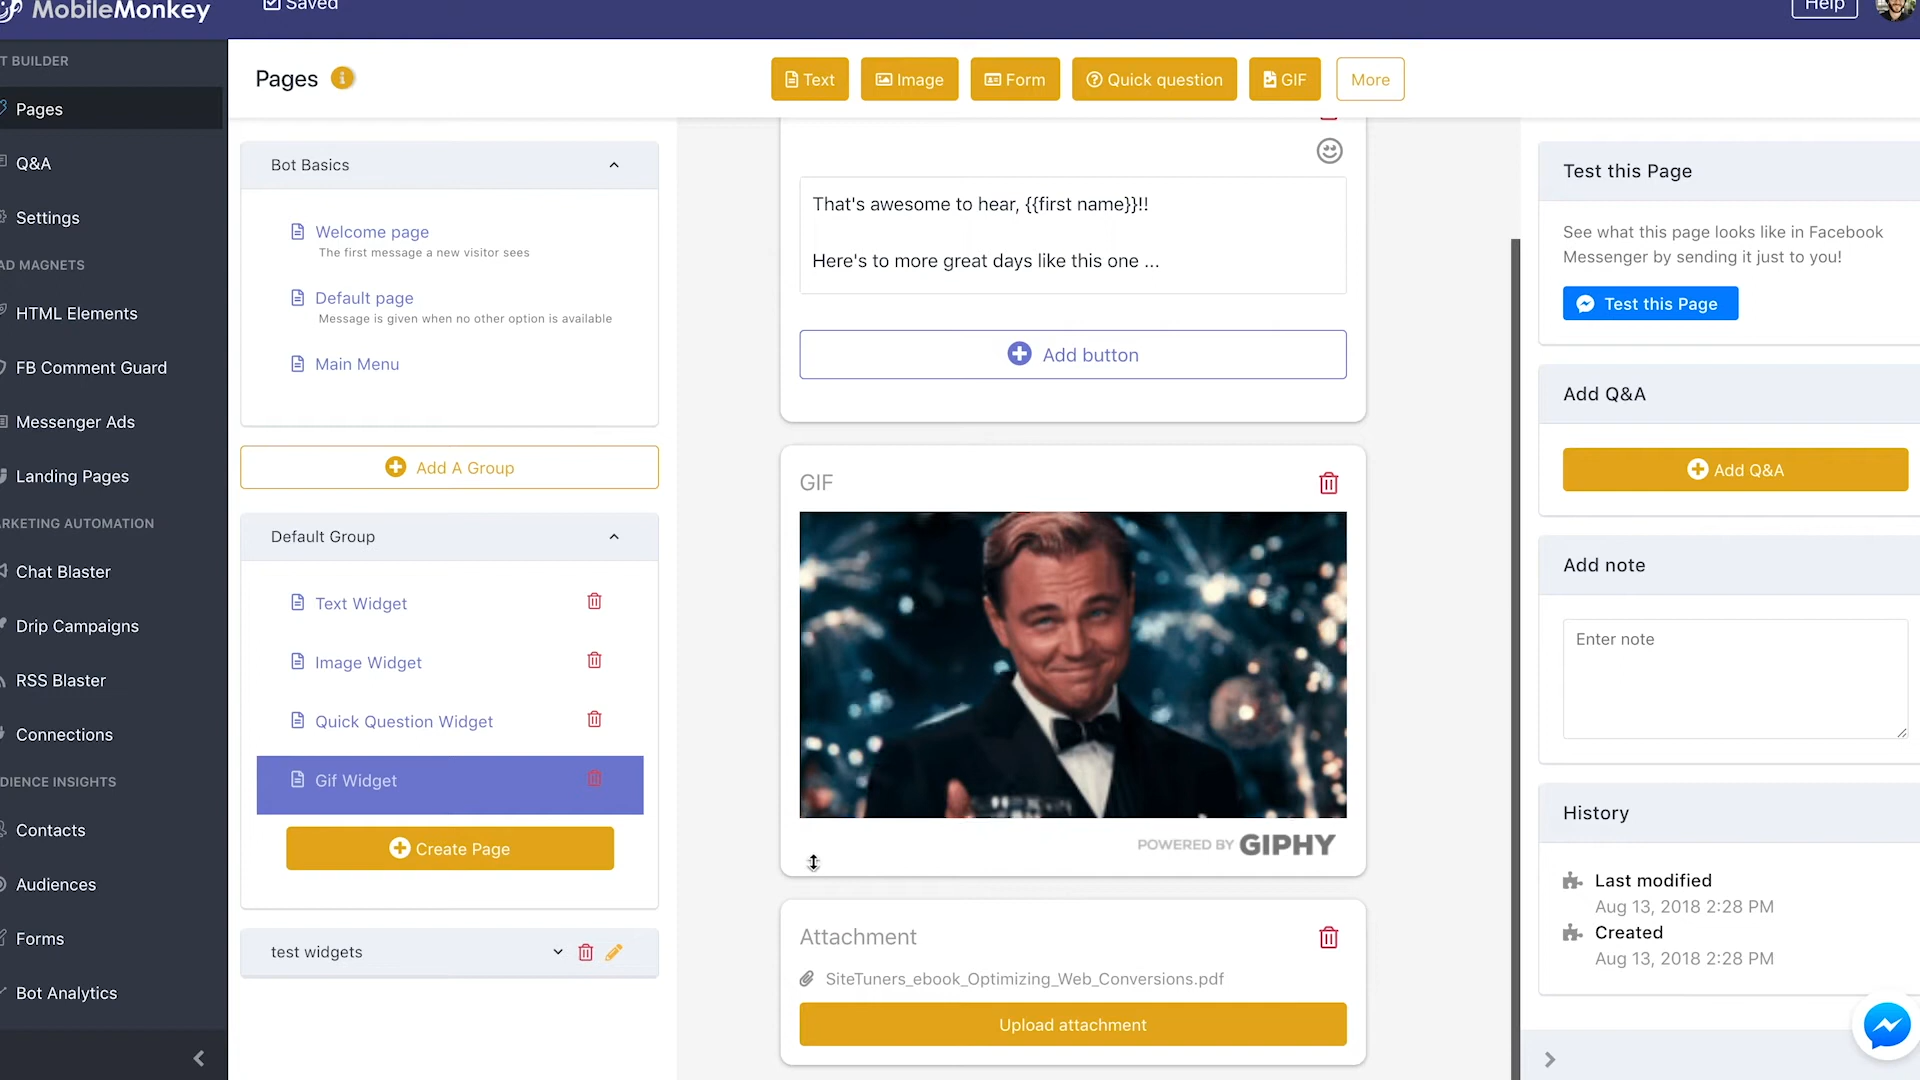 MobileMonkey
Saved
Help
T BUILDER
Pages
Q&A
Settings
AD MAGNETS
HTML Elements
FB Comment Guard
Messenger Ads
Landing Pages
RKETING AUTOMATION
Chat Blaster
Drip Campaigns
RSS Blaster
Connections
DIENCE INSIGHTS
Contacts
Audiences
Forms
Bot Analytics
Pages
Text
Image
Form
Quick question
GIF
More
Bot Basics
Welcome page
The first message a new visitor sees
Default page
Message is given when no other option is available
Main Menu
Add A Group
Default Group
Text Widget
Image Widget
Quick Question Widget
Gif Widget
Create Page
test widgets
That's awesome to hear, {{first name}}!!
Here's to more great days like this one ...
Add button
GIF
POWERED BY GIPHY
Attachment
SiteTuners_ebook_Optimizing_Web_Conversions.pdf
Upload attachment
Test this Page
See what this page looks like in Facebook
Messenger by sending it just to you!
Test this Page
Add Q&A
Add Q&A
Add note
Enter note
History
Last modified
Aug 13, 2018 2:28 PM
Created
Aug 13, 2018 2:28 PM